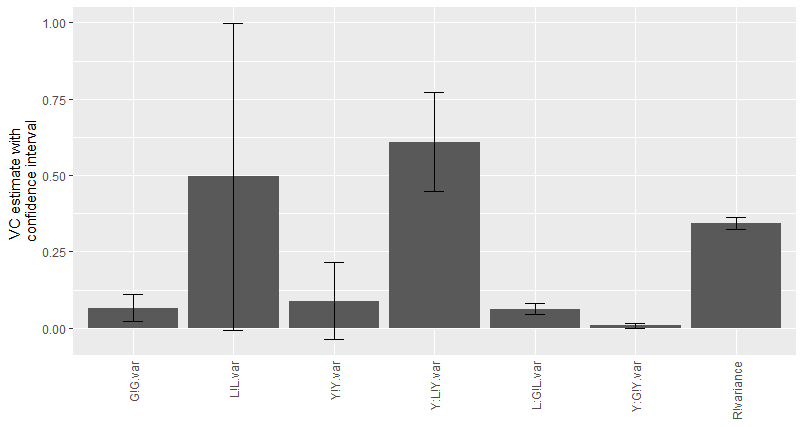 VC estimate with
confidence interval
1.00
0.75
0.50
0.25
0.00
G!G.var
L!L.var
Y!Y.var
Y:L!Y.var
L:G!L.var
Y:G!Y.var
R!variance